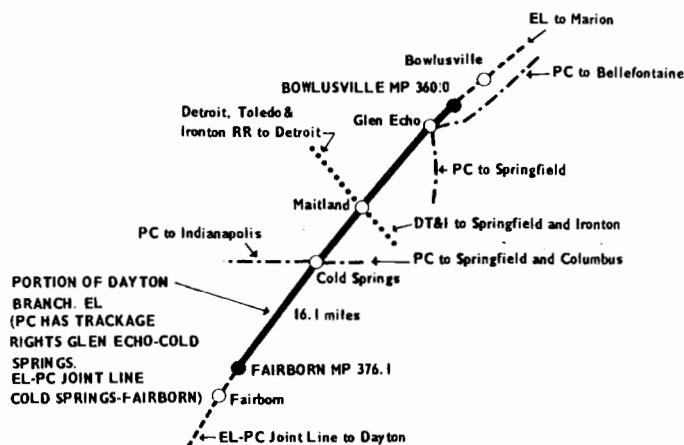 EL to Marion
Bowlusville
PC to Bellefontaine
BOWLUSVILLE MP 360:0
Glen Echo
Detroit, Toledo &
Ironton RR to Detroit
PC to Springfield
Maitland
DT&I to Springfield and Ironton
PC to Indianapolis
PC to Springfield and Columbus
Cold Springs
PORTION OF DAYTON
BRANCH. EL
(PC HAS TRACKAGE
RIGHTS GLEN ECHO-COLD
SPRINGS.
EL-PC JOINT LINE
COLD SPRINGS-FAIRBORN)
16.1 miles
FAIRBORN MP 376.1
Fairborn
EL-PC Joint Line to Dayton